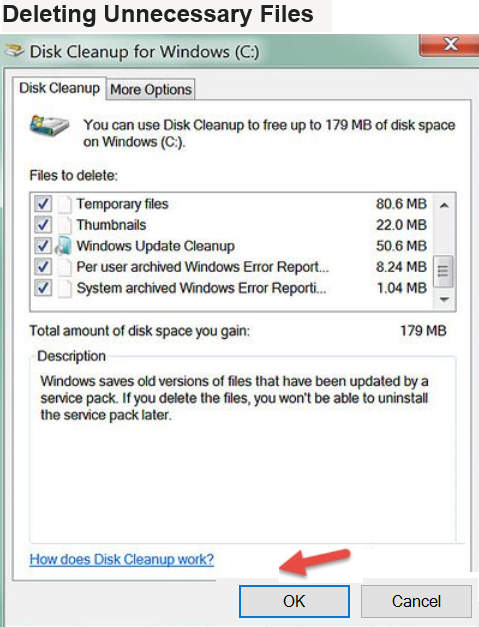 Deleting Unnecessary Files
Disk Cleanup for Windows (C:)
X
Disk Cleanup
More Options
You can use Disk Cleanup to free up to 179 MB of disk space
on Windows (C:).
Files to delete:
Temporary files 80.6 MB
Thumbnails 22.0 MB
Windows Update Cleanup 50.6 MB
Per user archived Windows Error Report... 8.24 MB
System archived Windows Error Reporti... 1.04 MB
Total amount of disk space you gain: 179 MB
Description
Windows saves old versions of files that have been updated by a
service pack. If you delete the files, you won't be able to uninstall
the service pack later.
How does Disk Cleanup work?
OK
Cancel